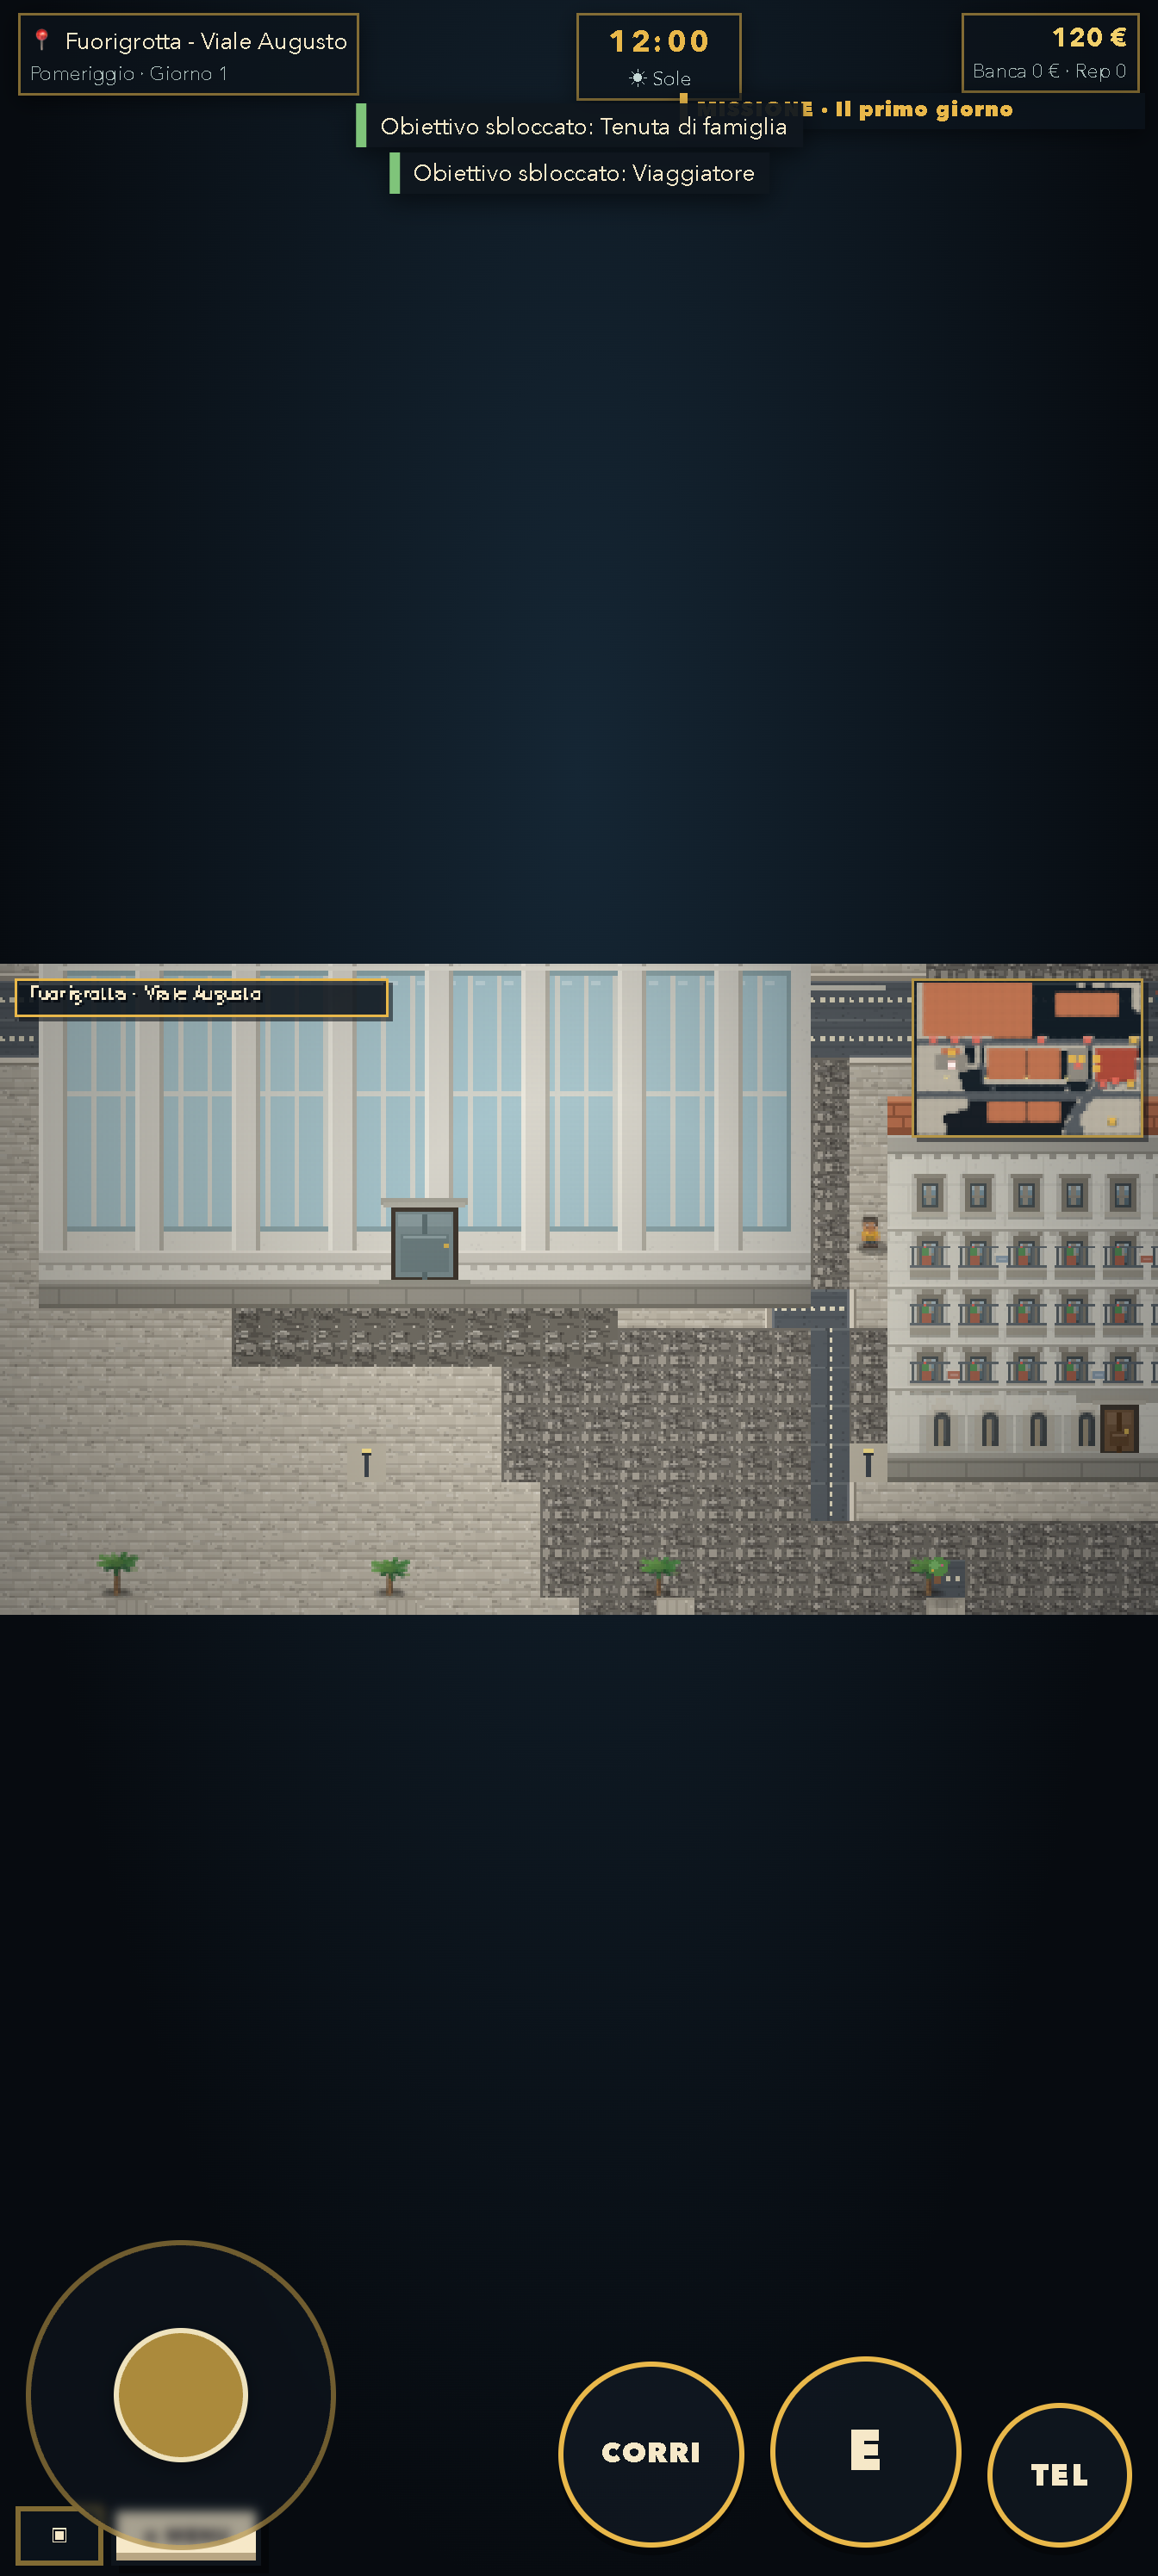 Fuorigrotta - Viale Augusto
Pomeriggio · Giorno 1
12:00
Sole
120 €
Banca 0 € · Rep 0
MISSIONE · Il primo giorno
Obiettivo sbloccato: Tenuta di famiglia
Obiettivo sbloccato: Viaggiatore
Fuorigrotta · Viale Augusto
CORRI
E
TEL